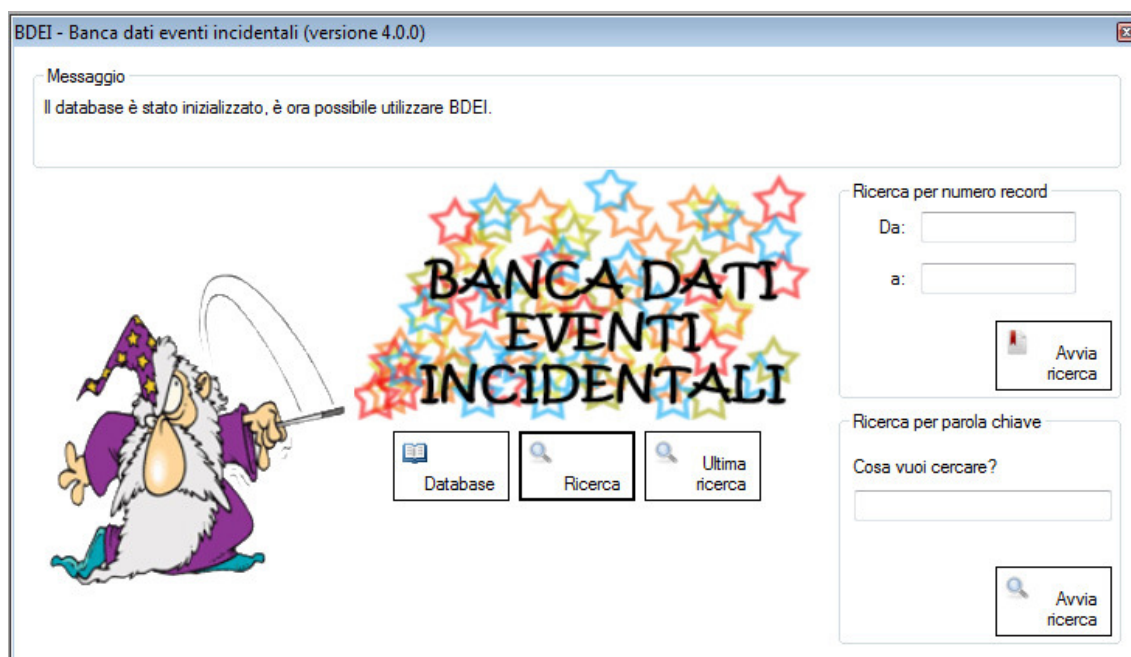 BDEI - Banca dati eventi incidentali (versione 4.0.0)
Messaggio
Il database è stato inizializzato, è ora possibile utilizzare BDEI.
BANCA DATI
EVENTI
INCIDENTALI
Database
Ricerca
Ultima
ricerca
Ricerca per numero record
Da:
a:
Avvia
ricerca
Ricerca per parola chiave
Cosa vuoi cercare?
Avvia
ricerca